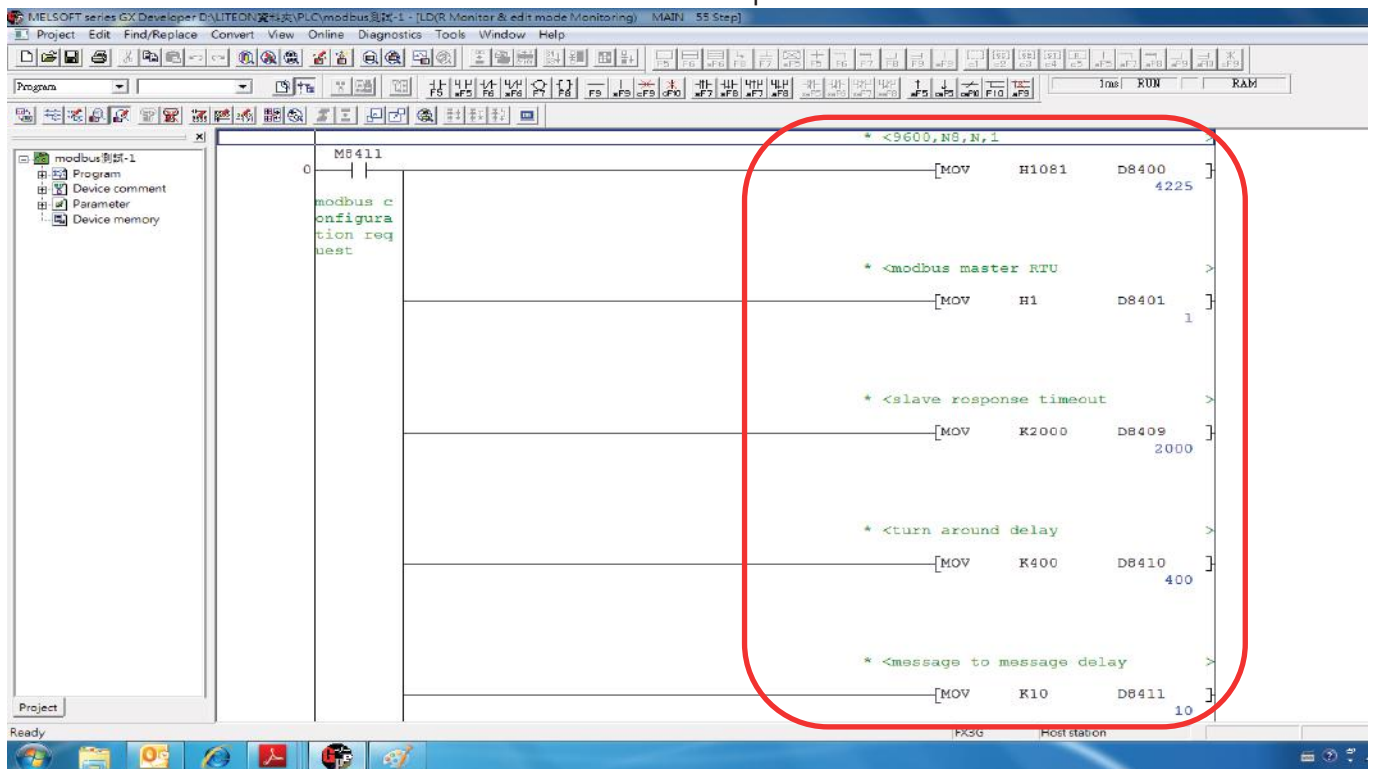 MELSOFT series GX Developer D:\LITEON資料夾\PLC\modbus測試-1 - [LD(R Monitor & edit mode Monitoring) MAIN 55 Step]
Project Edit Find/Replace Convert View Online Diagnostics Tools Window Help
Program
1ms RUN RAM
modbus測試-1
Program
Device comment
Parameter
Device memory
* <9600,N8,N,1 >
M8411
0
[MOV H1081 D8400 ]
4225
modbus c
onfigura
tion req
uest
* <modbus master RTU >
[MOV H1 D8401 ]
1
* <slave rosponse timeout >
[MOV K2000 D8409 ]
2000
* <turn around delay >
[MOV K400 D8410 ]
400
* <message to message delay >
[MOV K10 D8411 ]
10
Project
Ready
FX3G Host station